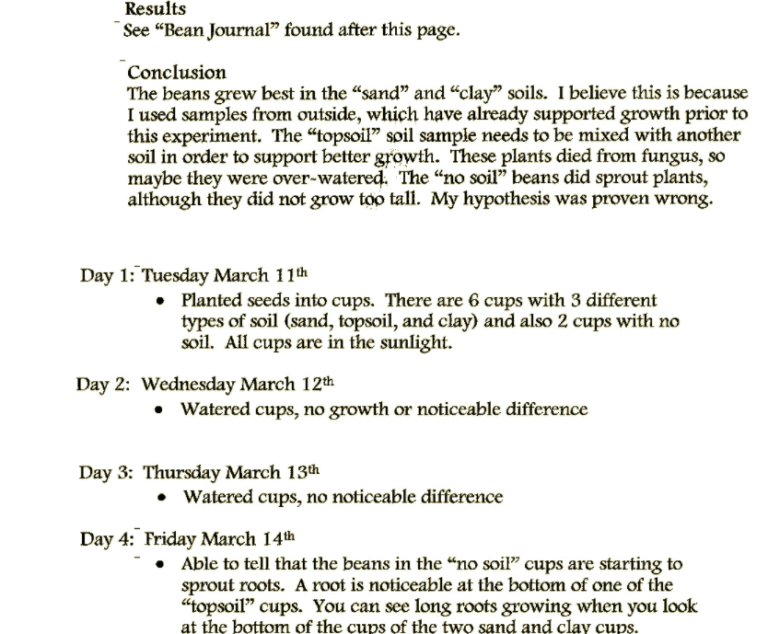 Results
See “Bean Journal” found after this page.
Conclusion
The beans grew best in the “sand” and “clay” soils.  I believe this is because
I used samples from outside, which have already supported growth prior to
this experiment.  The “topsoil” soil sample needs to be mixed with another
soil in order to support better growth.  These plants died from fungus, so
maybe they were over-watered.  The “no soil” beans did sprout plants,
although they did not grow too tall.  My hypothesis was proven wrong.
Day 1: Tuesday March 11th
• Planted seeds into cups.  There are 6 cups with 3 different
types of soil (sand, topsoil, and clay) and also 2 cups with no
soil.  All cups are in the sunlight.
Day 2:  Wednesday March 12th
• Watered cups, no growth or noticeable difference
Day 3:  Thursday March 13th
• Watered cups, no noticeable difference
Day 4: Friday March 14th
• Able to tell that the beans in the “no soil” cups are starting to
sprout roots.  A root is noticeable at the bottom of one of the
“topsoil” cups.  You can see long roots growing when you look
at the bottom of the cups of the two sand and clay cups.